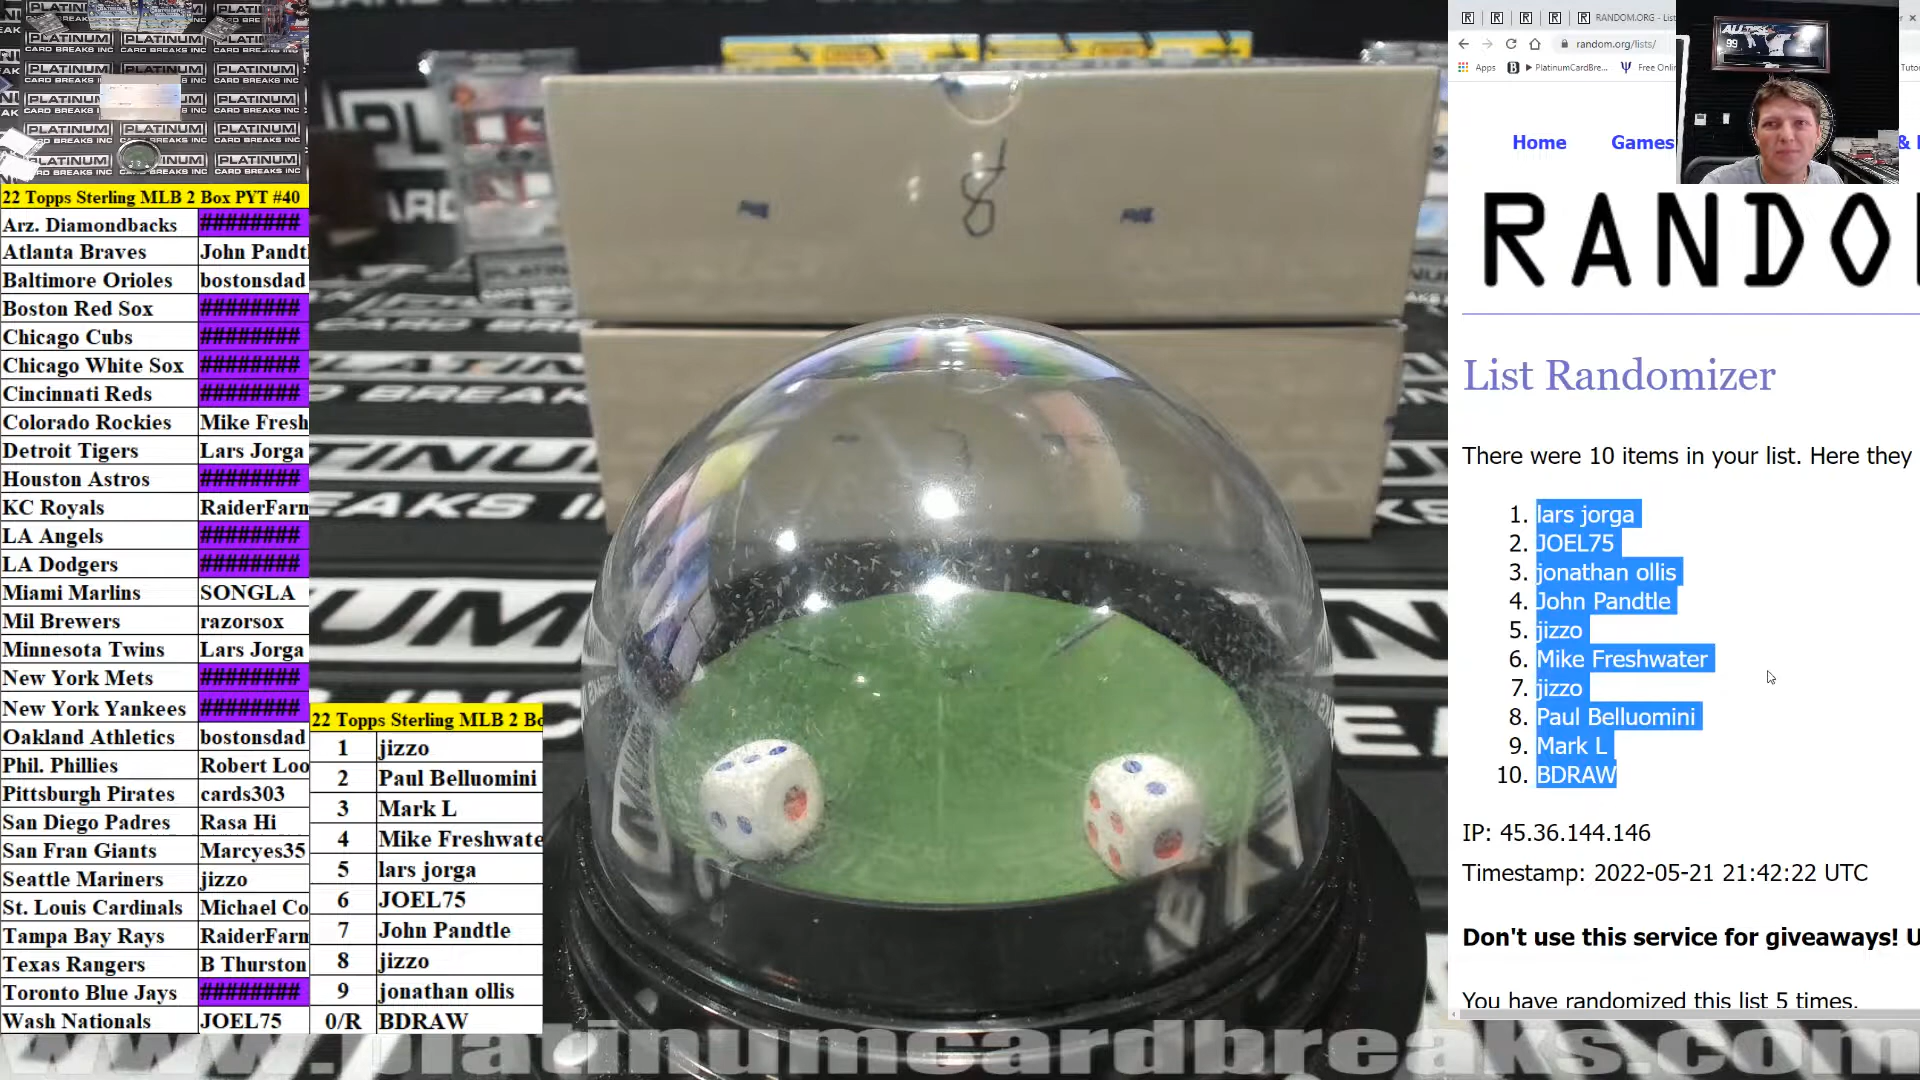 22 Topps Sterling MLB 2 Box PYT #40
Arz. Diamondbacks ########
Atlanta Braves John Pandtl
Baltimore Orioles bostonsdad
Boston Red Sox ########
Chicago Cubs ########
Chicago White Sox ########
Cincinnati Reds ########
Colorado Rockies Mike Fresh
Detroit Tigers Lars Jorga
Houston Astros ########
KC Royals RaiderFarm
LA Angels ########
LA Dodgers ########
Miami Marlins SONGLA
Mil Brewers razorsox
Minnesota Twins Lars Jorga
New York Mets ########
New York Yankees ########
Oakland Athletics bostonsdad
Phil. Phillies Robert Loo
Pittsburgh Pirates cards303
San Diego Padres Rasa Hi
San Fran Giants Marcyes35
Seattle Mariners jizzo
St. Louis Cardinals Michael Co
Tampa Bay Rays RaiderFarm
Texas Rangers B Thurston
Toronto Blue Jays ########
Wash Nationals JOEL75
22 Topps Sterling MLB 2 Bo
1 jizzo
2 Paul Belluomini
3 Mark L
4 Mike Freshwate
5 lars jorga
6 JOEL75
7 John Pandtle
8 jizzo
9 jonathan ollis
0/R BDRAW
8
PLATINUM
CARD BREAKS INC
RANDOM.ORG - List
random.org/lists/
Apps
PlatinumCardBre...
Free Onlin
Tutor
Home
Games
RANDO
List Randomizer
There were 10 items in your list. Here they
1. lars jorga
2. JOEL75
3. jonathan ollis
4. John Pandtle
5. jizzo
6. Mike Freshwater
7. jizzo
8. Paul Belluomini
9. Mark L
10. BDRAW
IP: 45.36.144.146
Timestamp: 2022-05-21 21:42:22 UTC
Don't use this service for giveaways! U
You have randomized this list 5 times.
www.platinumcardbreaks.com